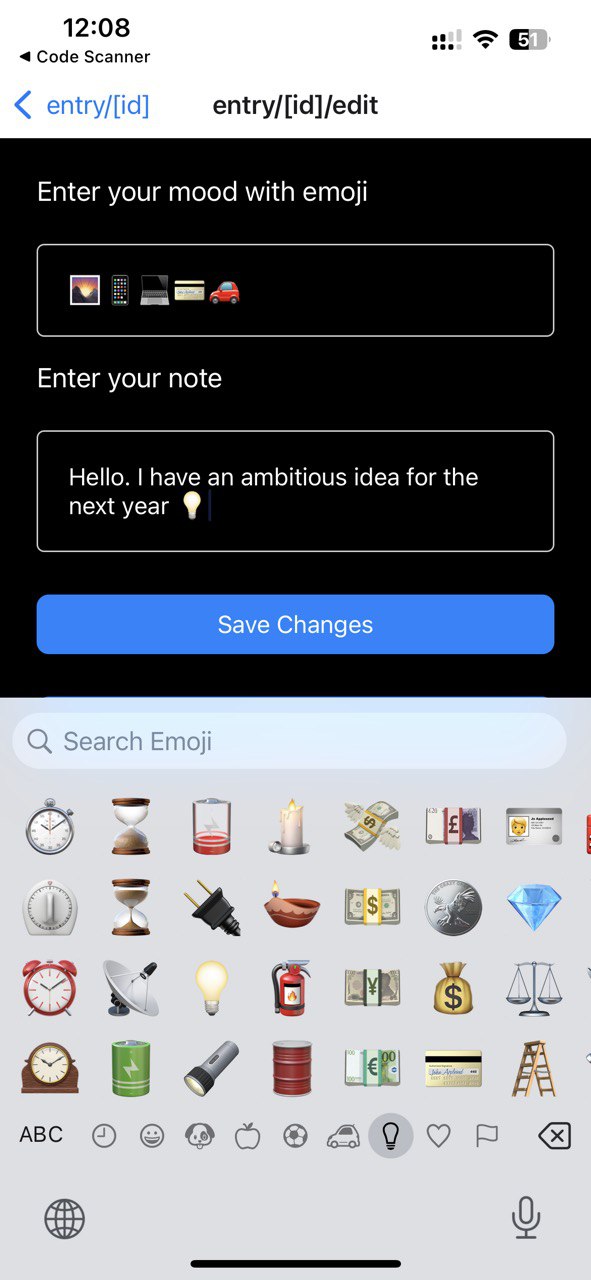 12:08
51
◀ Code Scanner
entry/[id]
entry/[id]/edit
Enter your mood with emoji
🌄📱💻💳🚗
Enter your note
Hello. I have an ambitious idea for the
next year 💡
Save Changes
Search Emoji
ABC